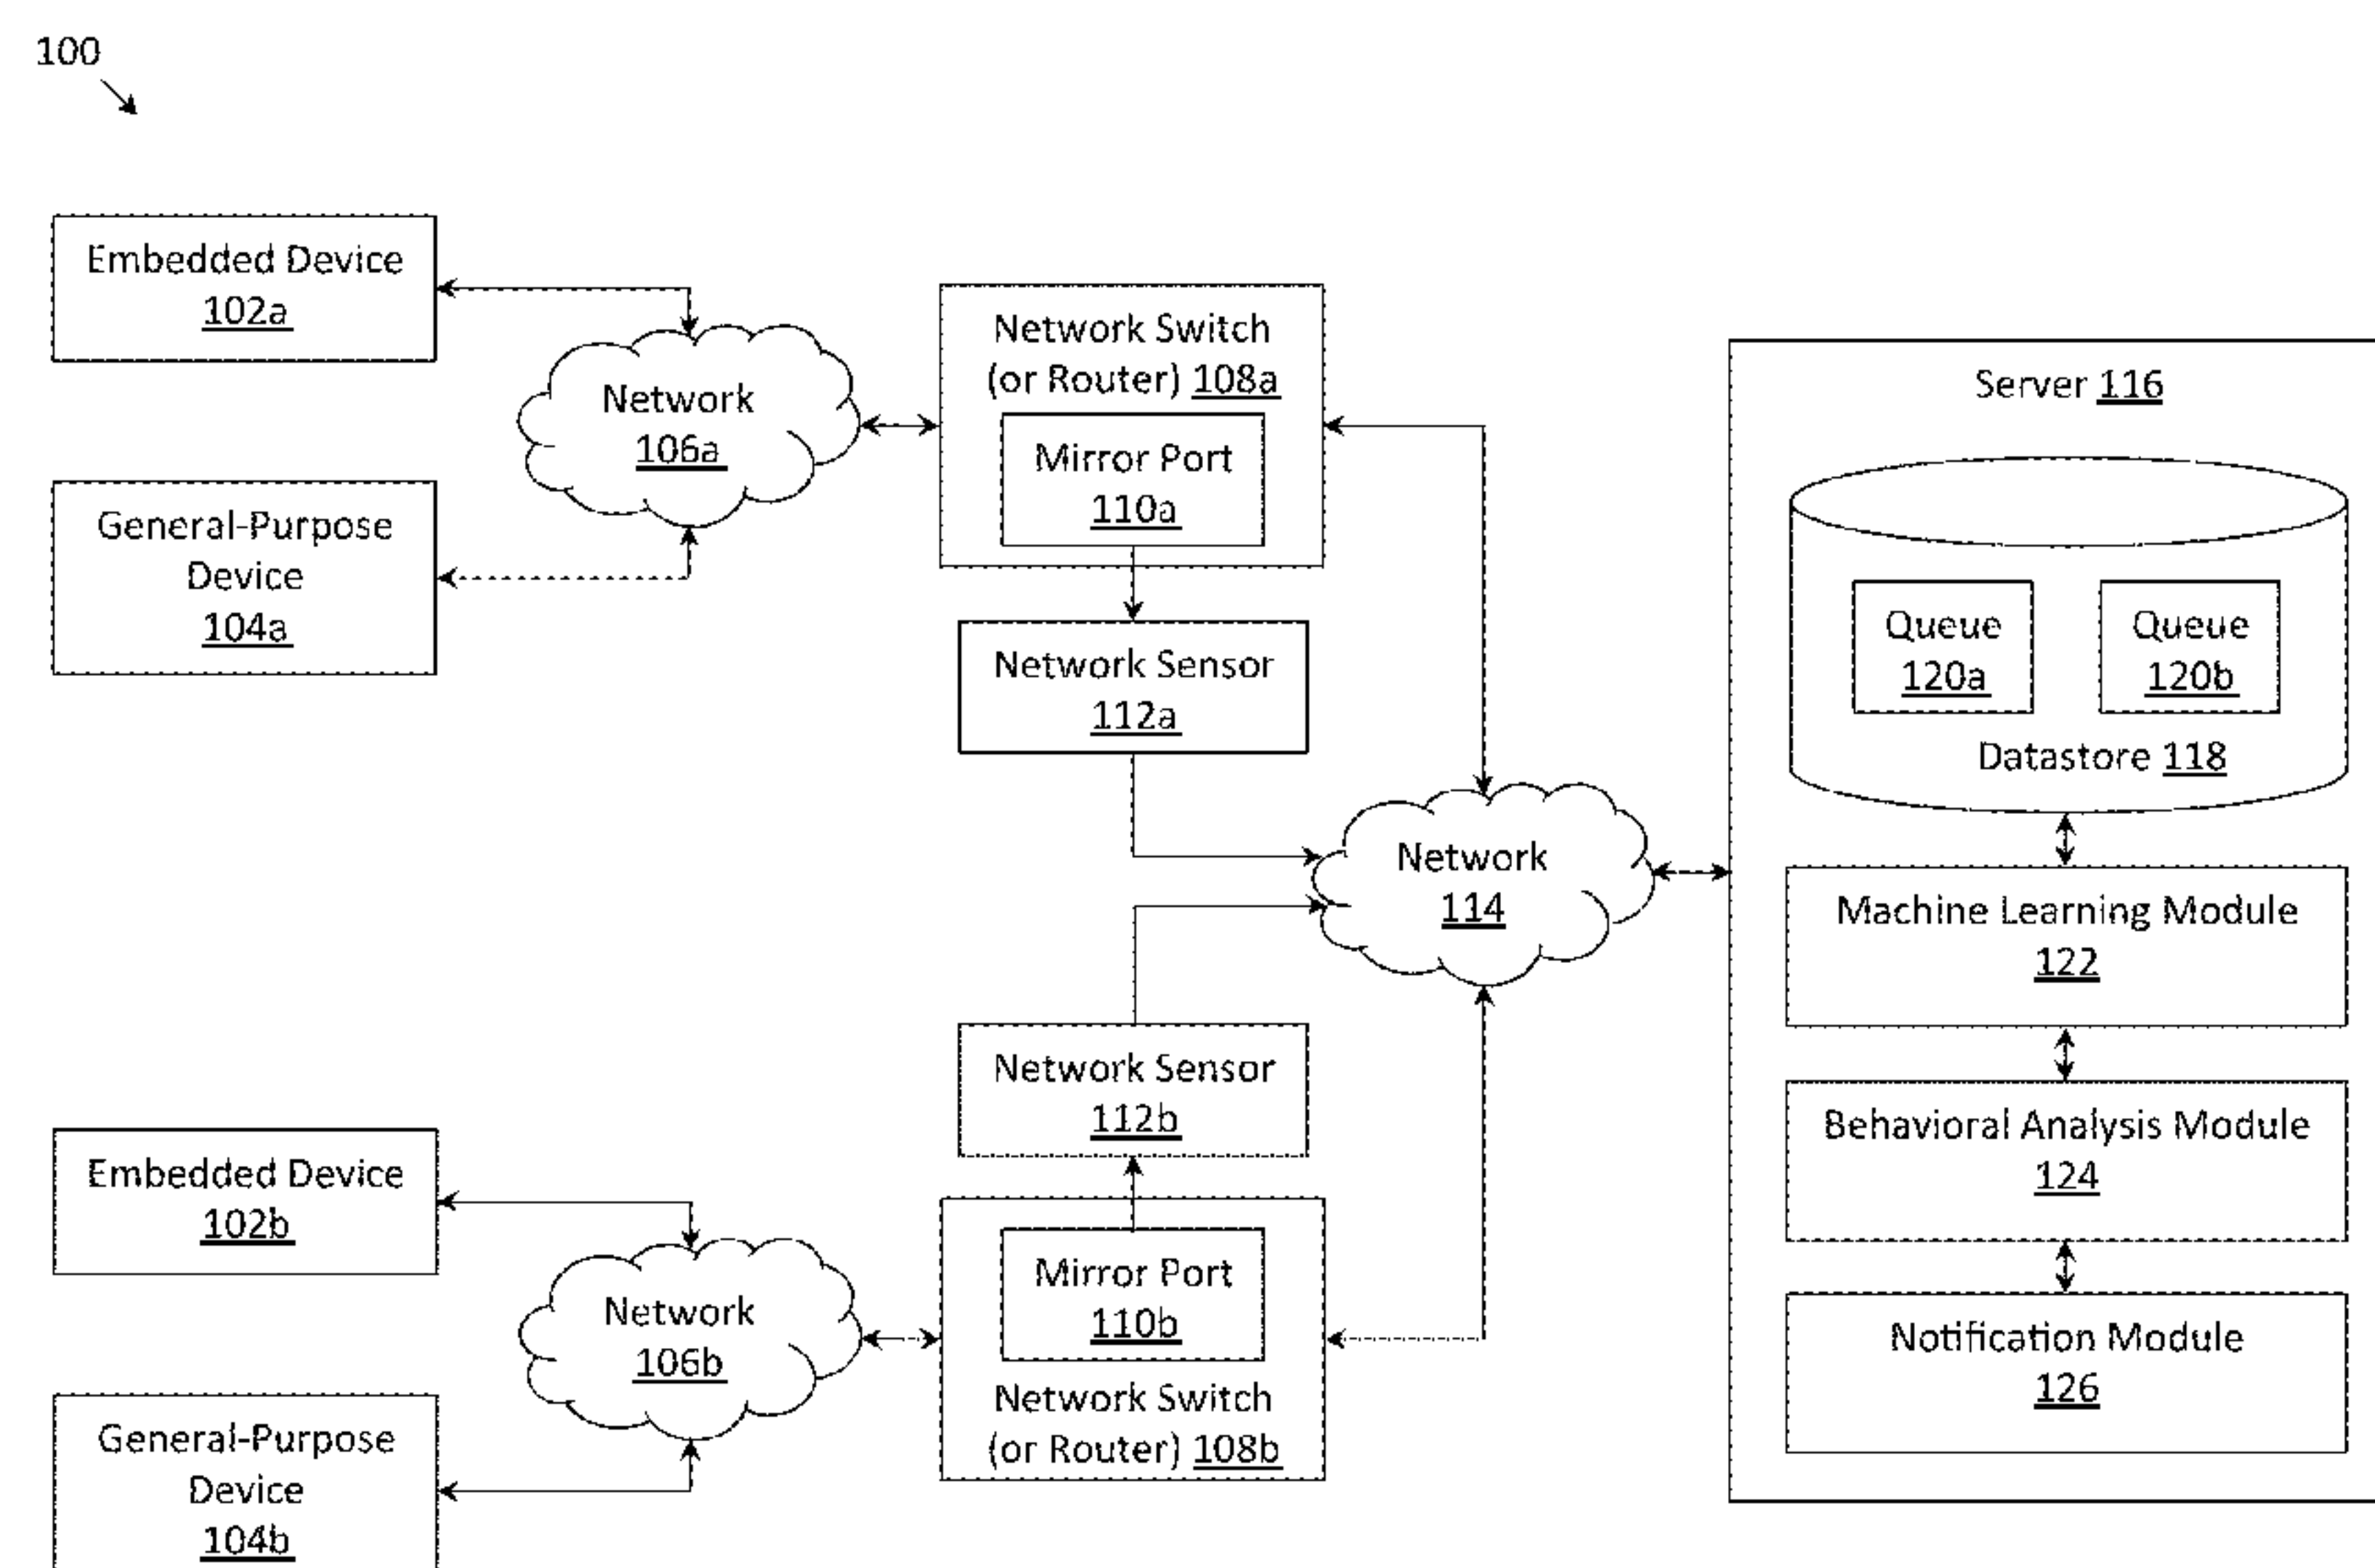 100
Embedded Device
102a
General-Purpose
Device
104a
Network
106a
Network Switch
(or Router) 108a
Mirror Port
110a
Network Sensor
112a
Network
114
Server 116
Queue
120a
Queue
120b
Datastore 118
Machine Learning Module
122
Behavioral Analysis Module
124
Notification Module
126
Network Sensor
112b
Embedded Device
102b
General-Purpose
Device
104b
Network
106b
Mirror Port
110b
Network Switch
(or Router) 108b